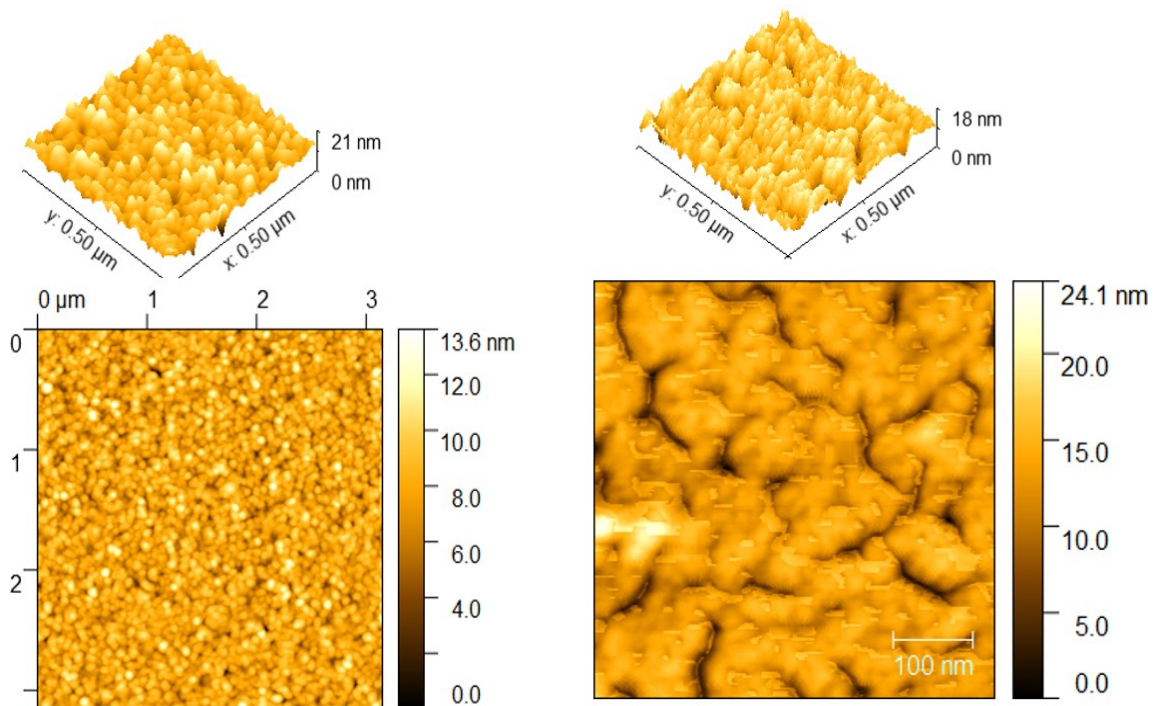 21 nm
0 nm
y: 0.50 µm
x: 0.50 µm
18 nm
0 nm
y: 0.50 µm
x: 0.50 µm
0 µm 1 2 3
0
1
2
13.6 nm
12.0
10.0
8.0
6.0
4.0
0.0
24.1 nm
20.0
15.0
10.0
5.0
0.0
100 nm